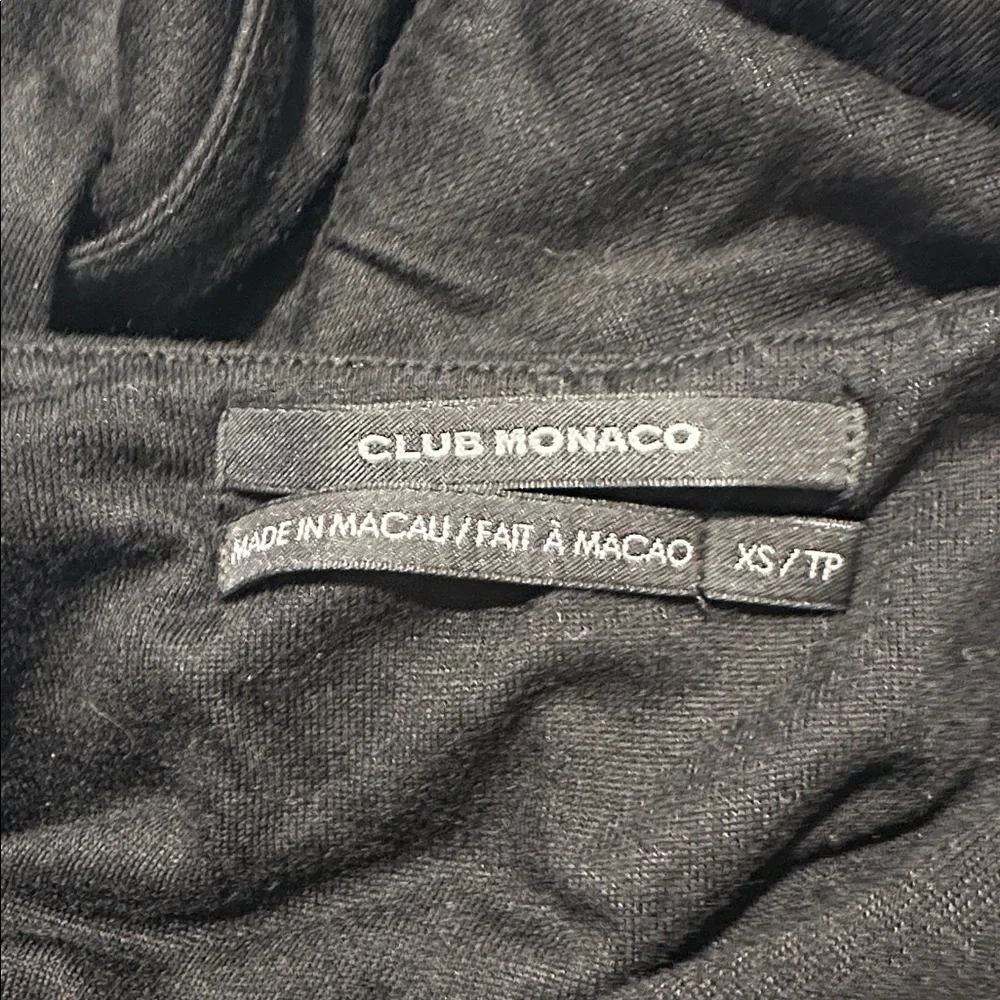 CLUB MONACO
MADE IN MACAU / FAIT À MACAO
XS / TP